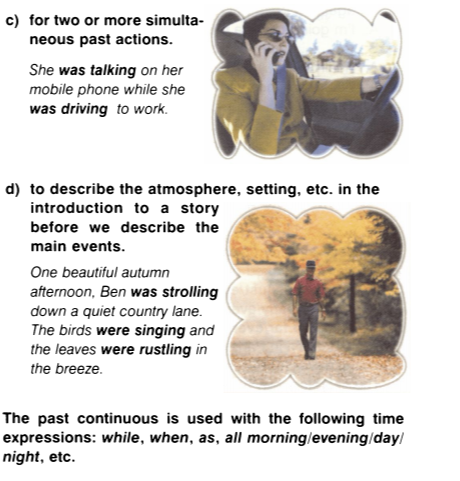 c) for two or more simulta-
neous past actions.
She was talking on her
mobile phone while she
was driving to work.
d) to describe the atmosphere, setting, etc. in the
introduction to a story
before we describe the
main events.
One beautiful autumn
afternoon, Ben was strolling
down a quiet country lane.
The birds were singing and
the leaves were rustling in
the breeze.
The past continuous is used with the following time
expressions: while, when, as, all morning/evening/day/
night, etc.